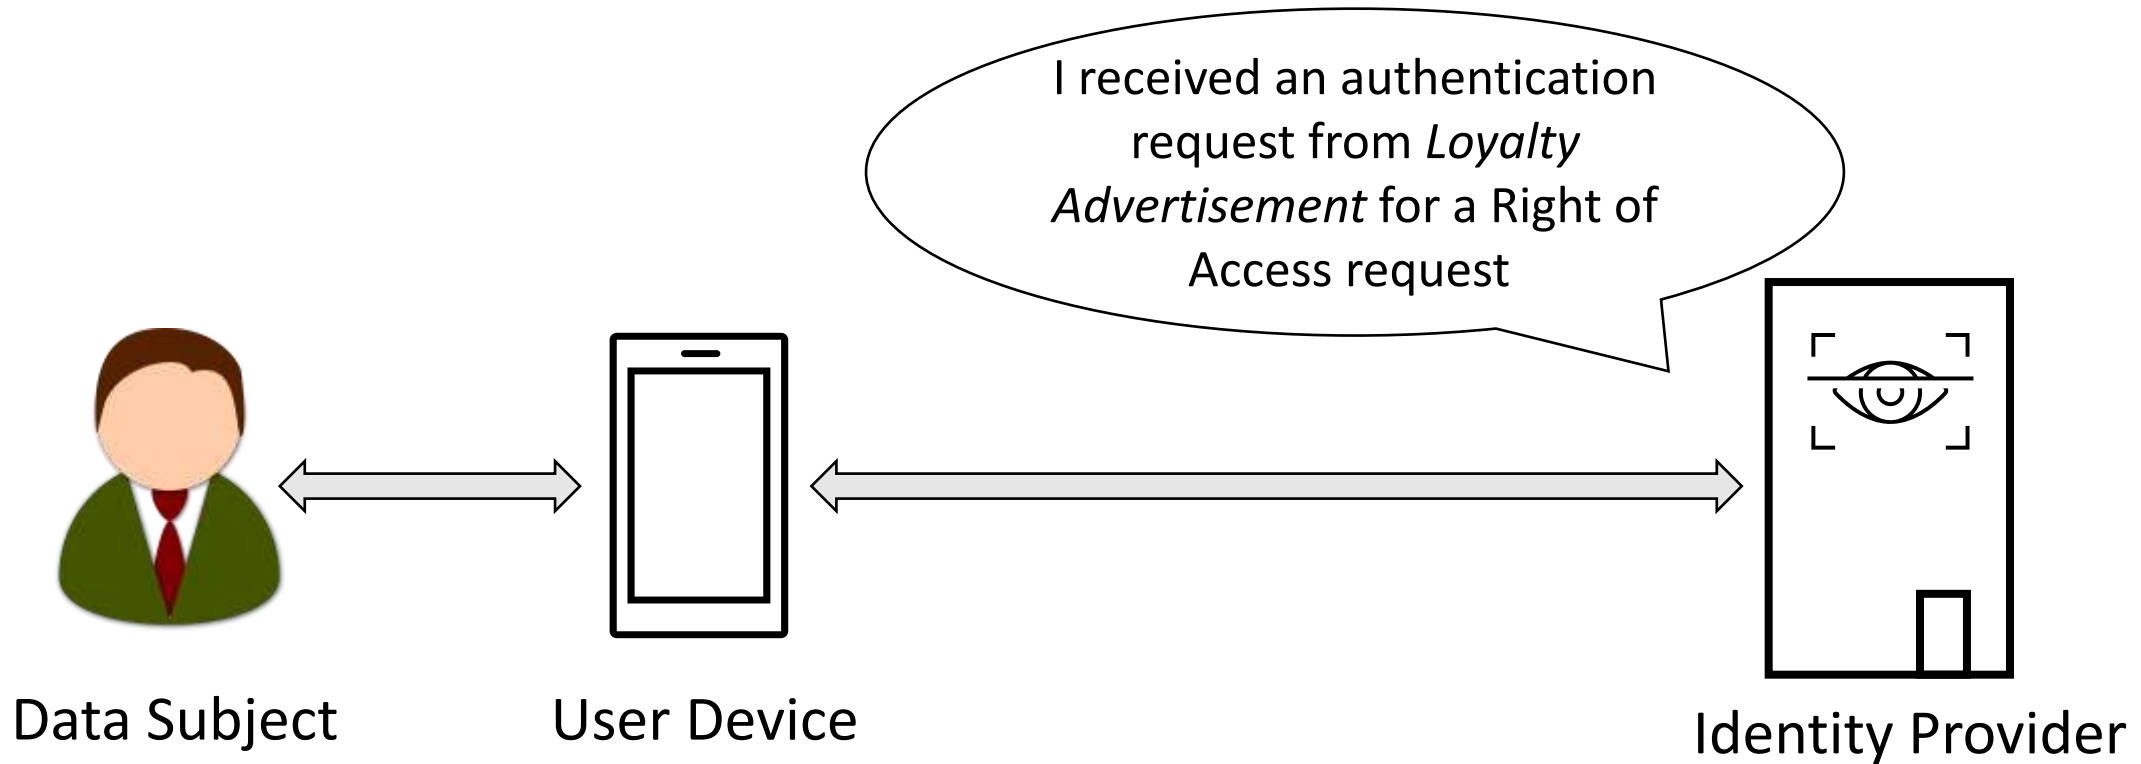 I received an authentication
request from Loyalty
Advertisement for a Right of
Access request
Data Subject
User Device
Identity Provider